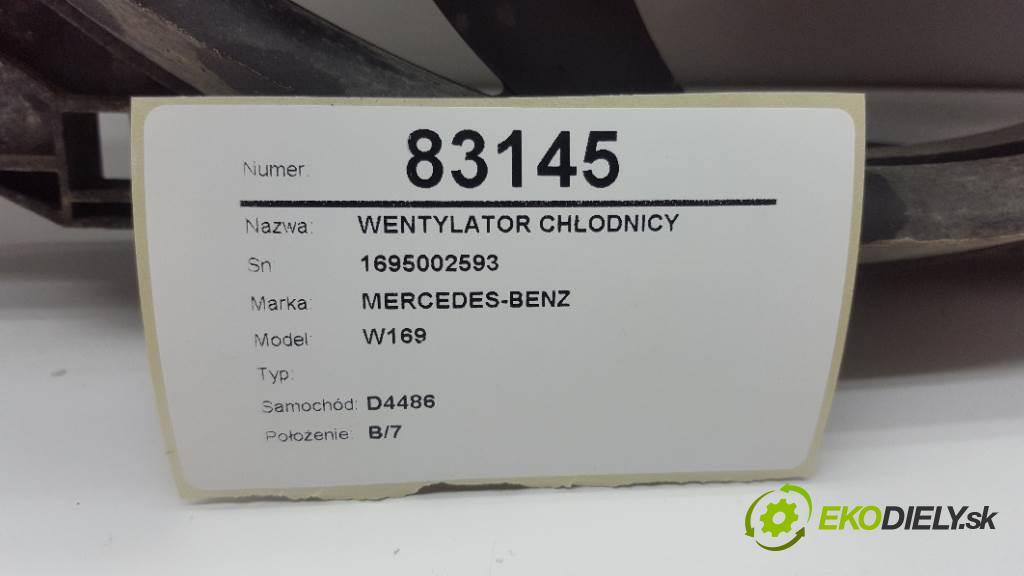 Numer: 83145
Nazwa: WENTYLATOR CHŁODNICY
Sn 1695002593
Marka: MERCEDES-BENZ
Model: W169
Typ:
Samochód: D4486
Położenie: B/7
EKODIELY.sk